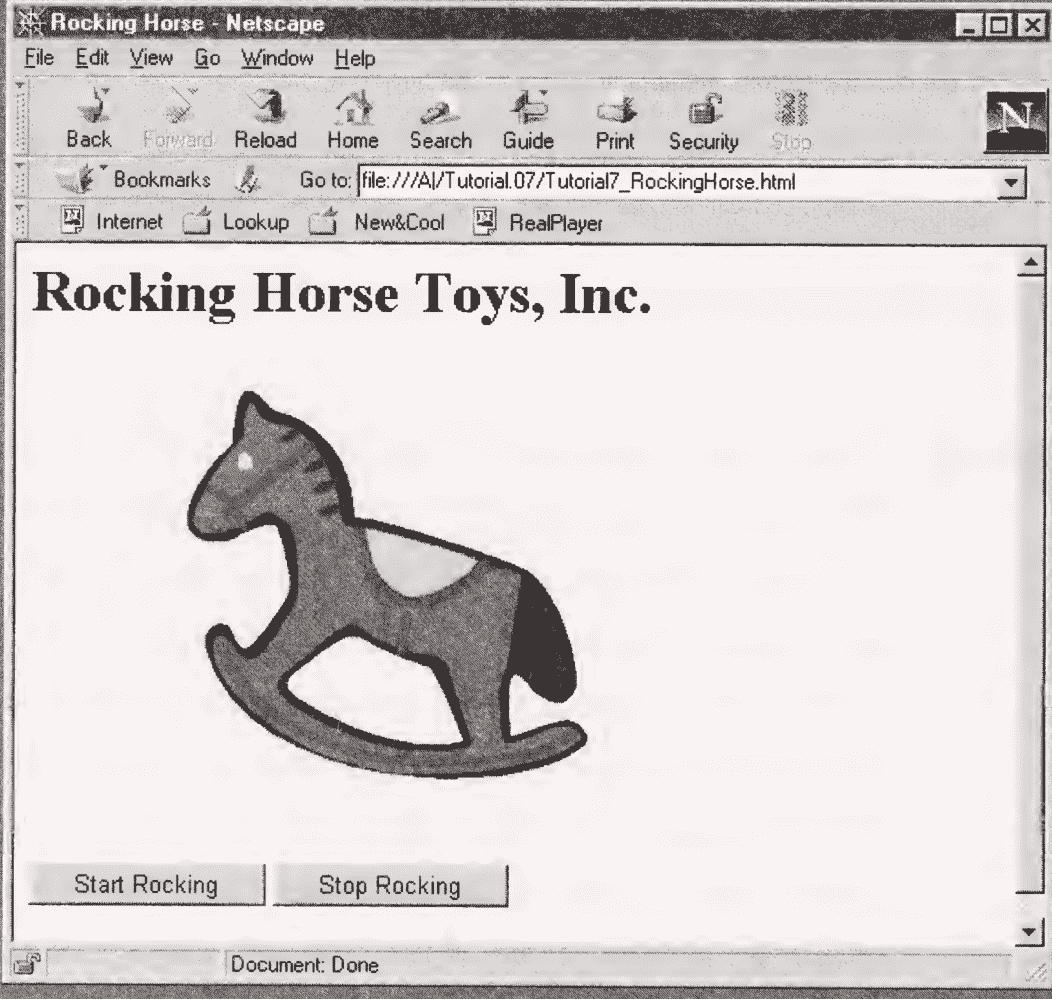 Rocking Horse - Netscape
File Edit View Go Window Help
Back Forward Reload Home Search Guide Print Security Stop
N
Bookmarks Go to: file:///A|/Tutorial.07/Tutorial7_RockingHorse.html
Internet Lookup New&Cool RealPlayer
Rocking Horse Toys, Inc.
Start Rocking Stop Rocking
Document: Done